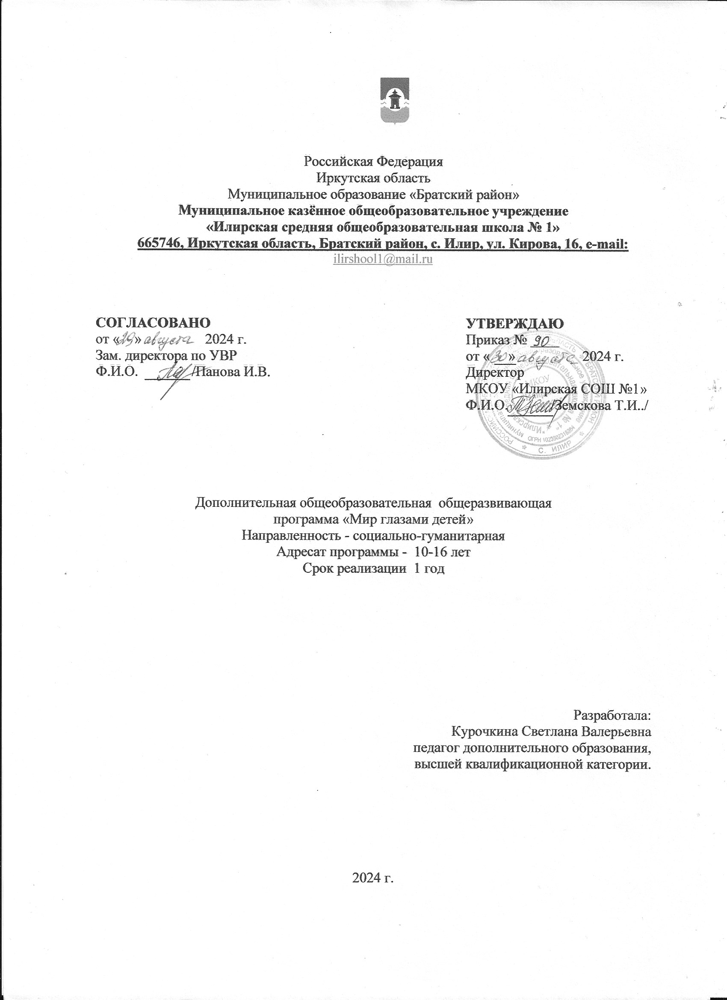 Российская Федерация
Иркутская область
Муниципальное образование «Братский район»
Муниципальное казённое общеобразовательное учреждение
«Илирская средняя общеобразовательная школа № 1»
665746, Иркутская область, Братский район, с. Илир, ул. Кирова, 16, e-mail:
ilirshool1@mail.ru
СОГЛАСОВАНО
от «29» августа 2024 г.
Зам. директора по УВР
Ф.И.О. ______/Панова И.В.
УТВЕРЖДАЮ
Приказ № 90
от «30» августа 2024 г.
Директор
МКОУ «Илирская СОШ №1»
Ф.И.О.______/Земскова Т.И../
МКОУ
"Илирская
№ 1"
С. ИЛИР
БРАТСКИЙ РАЙОН
Дополнительная общеобразовательная общеразвивающая
программа «Мир глазами детей»
Направленность - социально-гуманитарная
Адресат программы - 10-16 лет
Срок реализации 1 год
Разработала:
Курочкина Светлана Валерьевна
педагог дополнительного образования,
высшей квалификационной категории.
2024 г.